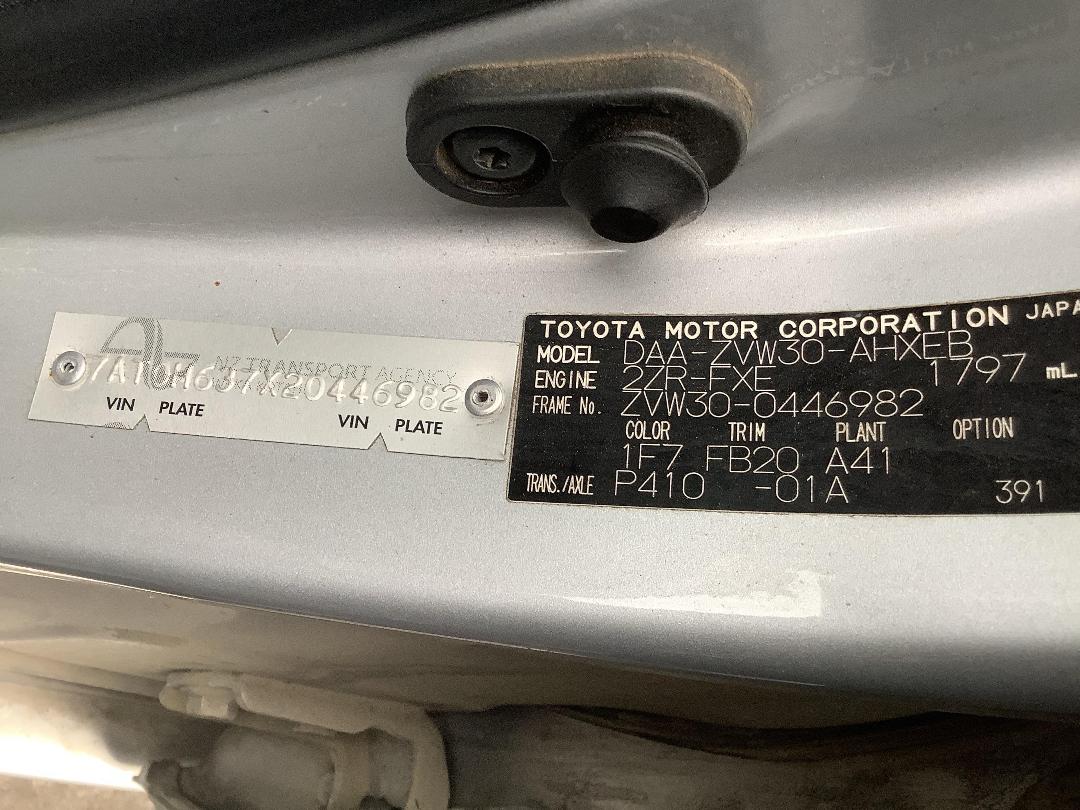 NZ TRANSPORT AGENCY
7AT0H637X20446982
VIN PLATE VIN PLATE
TOYOTA MOTOR CORPORATION JAPA
MODEL DAA-ZVW30-AHXEB
ENGINE 2ZR-FXE 1797 mL
FRAME No. ZVW30-0446982
COLOR TRIM PLANT OPTION
1F7 FB20 A41
TRANS./AXLE P410 -01A 391